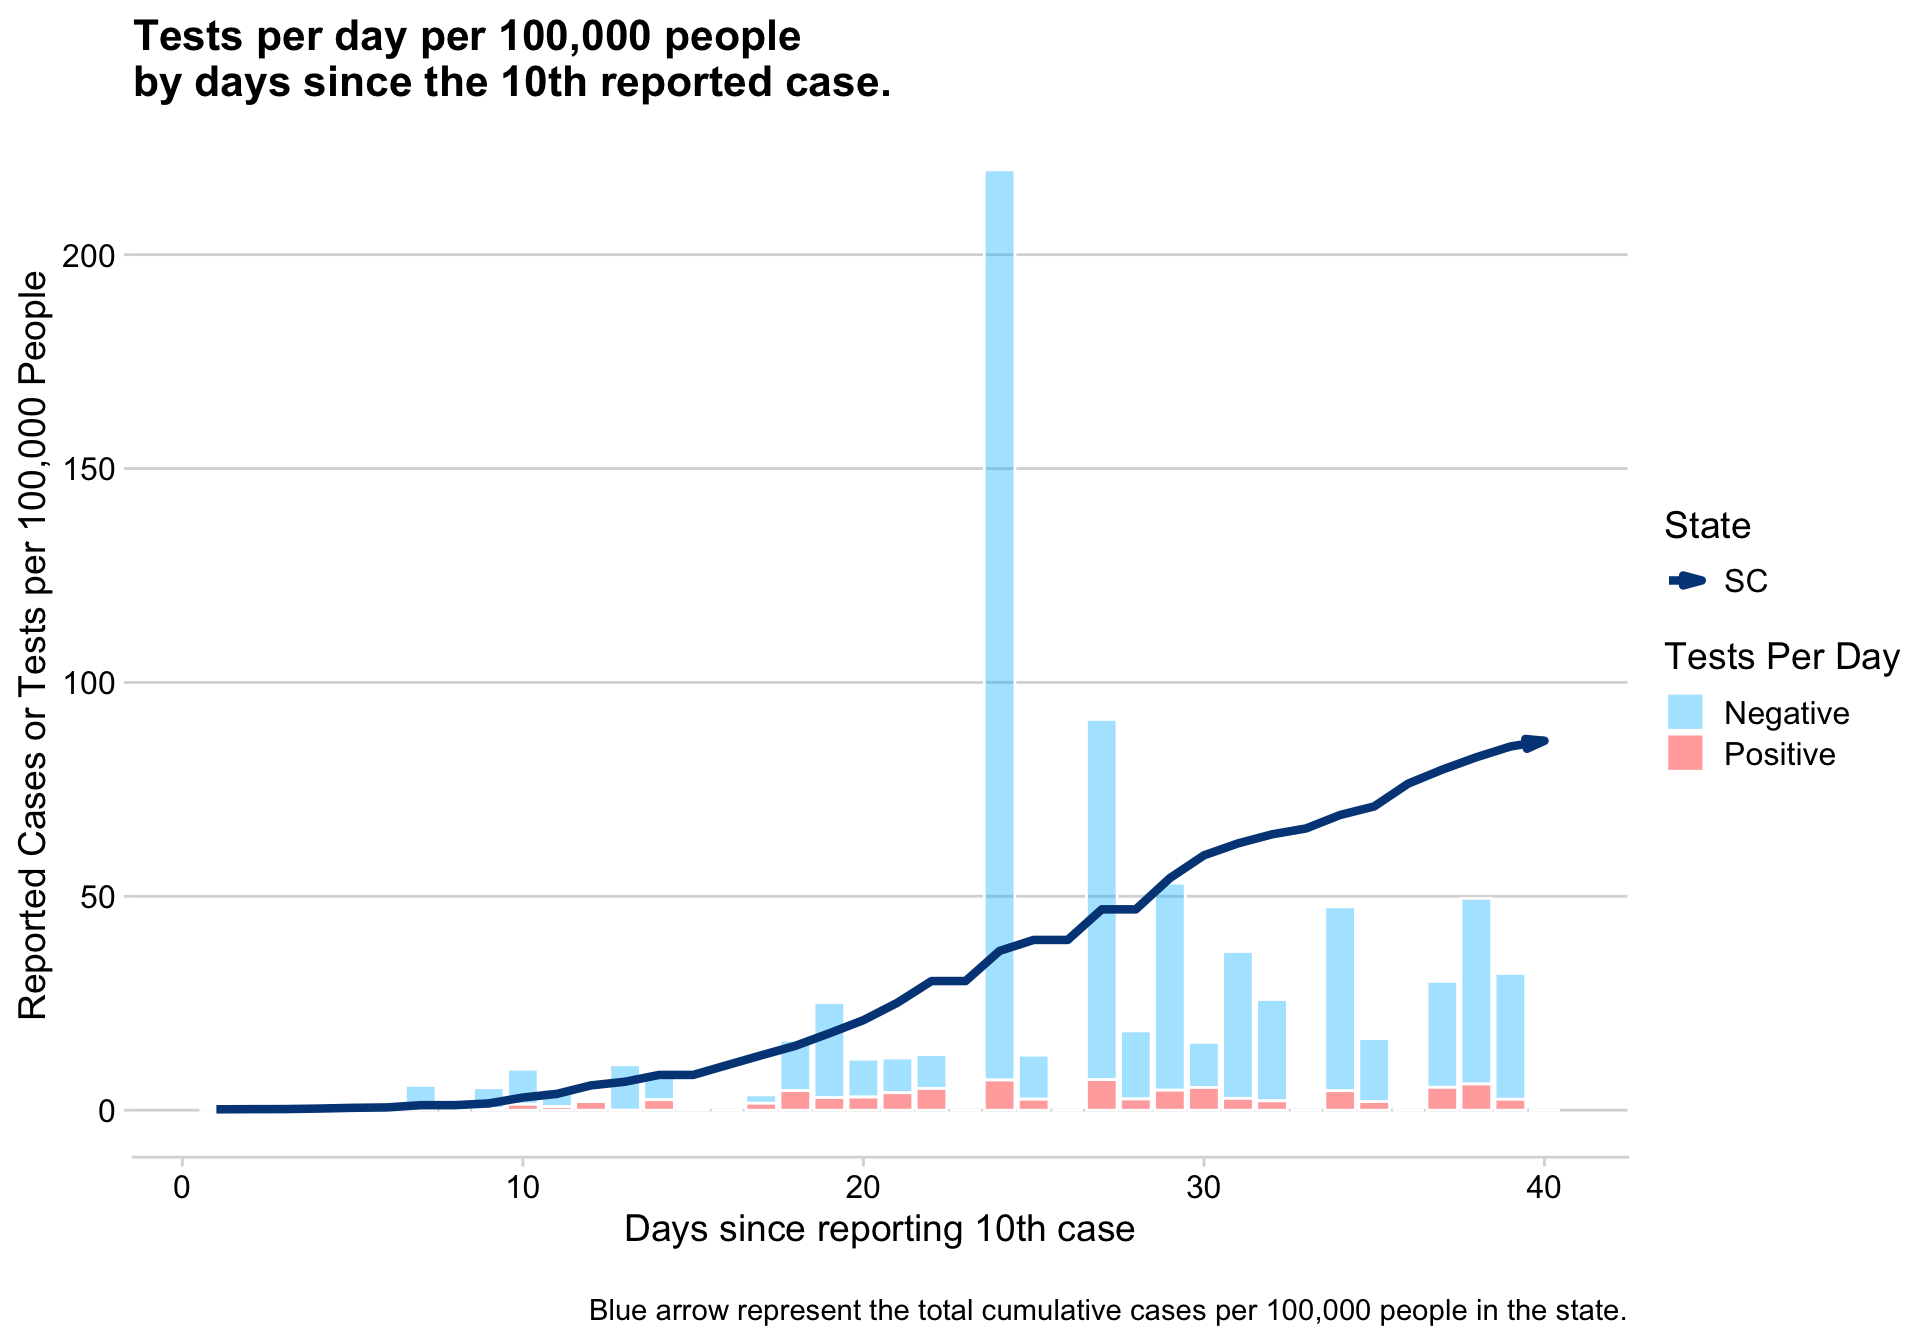 Tests per day per 100,000 people
by days since the 10th reported case.
Reported Cases or Tests per 100,000 People
200
150
100
50
0
0
10
20
30
40
Days since reporting 10th case
State
SC
Tests Per Day
Negative
Positive
Blue arrow represent the total cumulative cases per 100,000 people in the state.